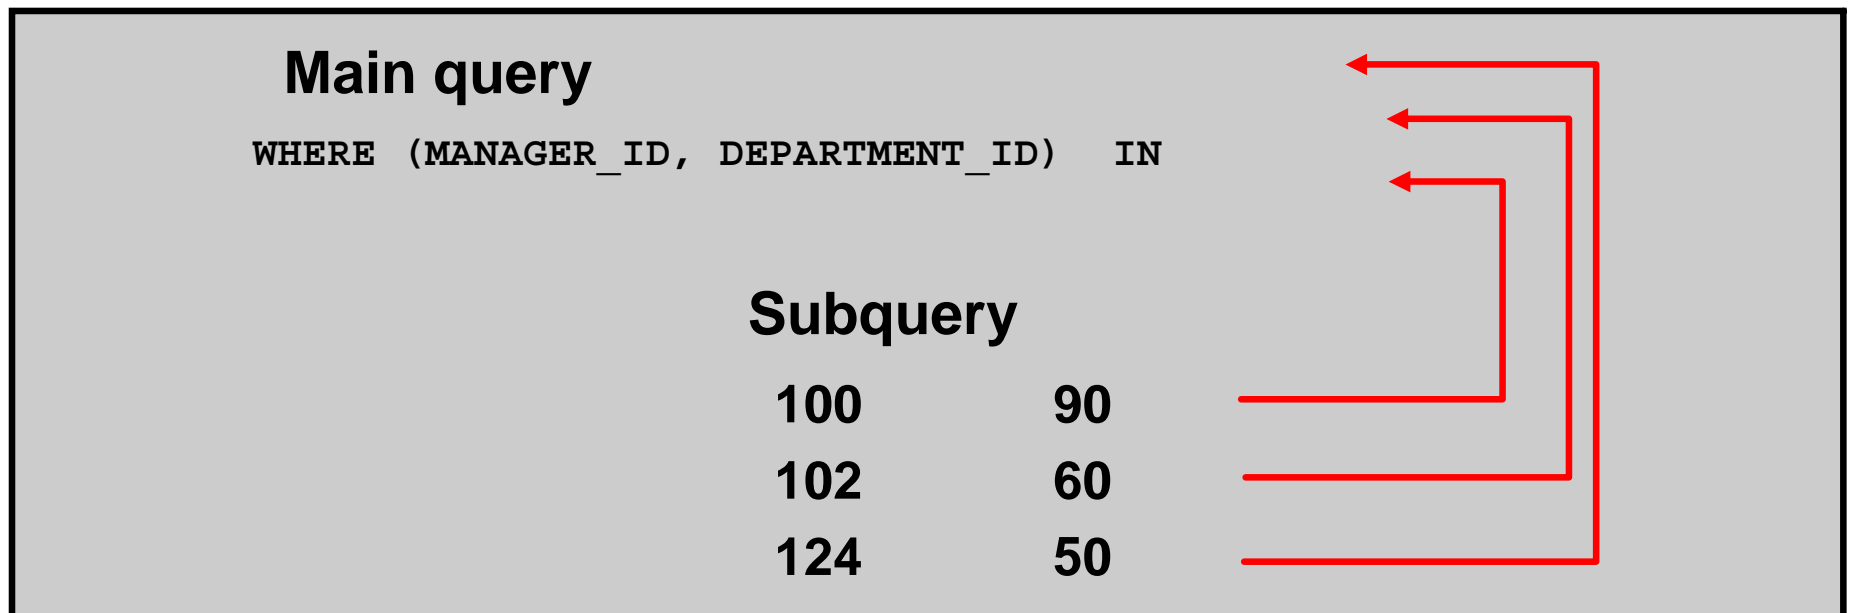 Main query
WHERE (MANAGER_ID, DEPARTMENT_ID) IN
Subquery
100 90
102 60
124 50